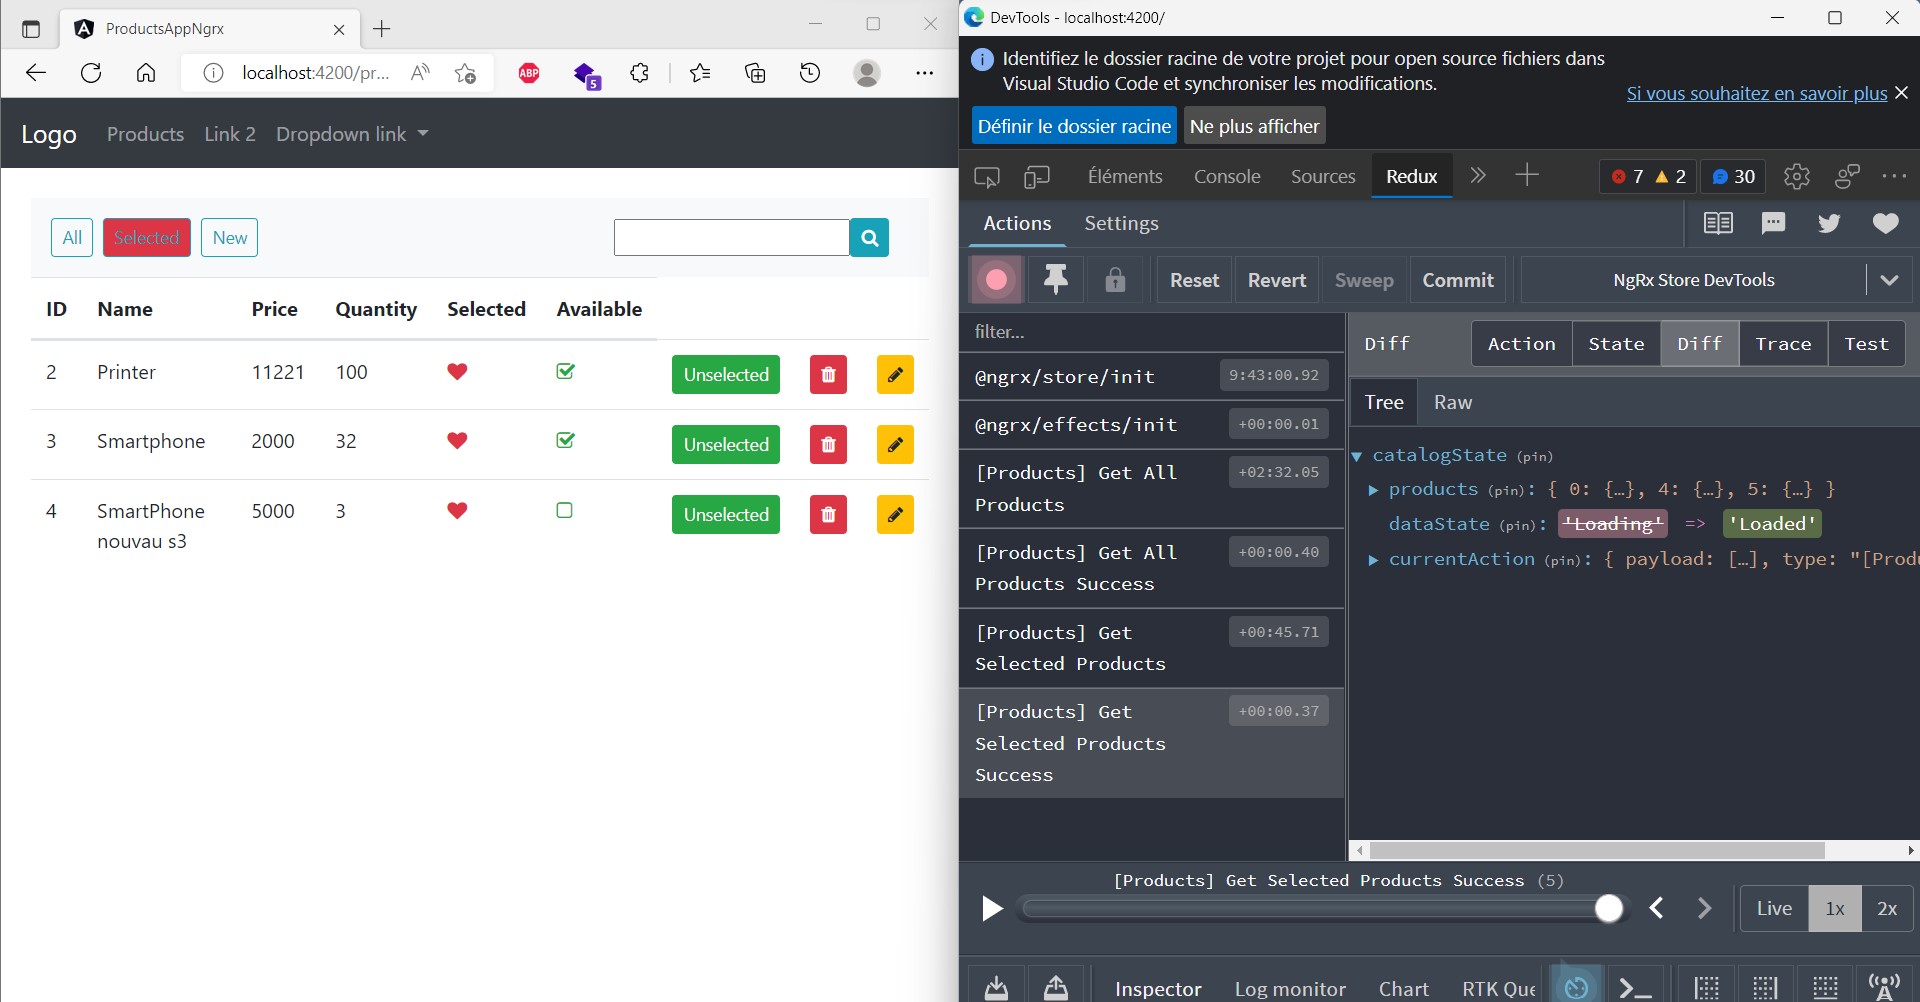 ProductsAppNgrx
localhost:4200/pr...
ABP
5
Logo Products Link 2 Dropdown link
All Selected New
ID Name Price Quantity Selected Available
2 Printer 11221 100 Unselected
3 Smartphone 2000 32 Unselected
4 SmartPhone 5000 3 Unselected
nouvau s3
DevTools - localhost:4200/
Identifiez le dossier racine de votre projet pour open source fichiers dans
Visual Studio Code et synchroniser les modifications.
Si vous souhaitez en savoir plus
Définir le dossier racine Ne plus afficher
Éléments Console Sources Redux 7 2 30
Actions Settings
Reset Revert Sweep Commit NgRx Store DevTools
filter...
@ngrx/store/init 9:43:00.92
@ngrx/effects/init +00:00.01
[Products] Get All +02:32.05
Products
[Products] Get All +00:00.40
Products Success
[Products] Get +00:45.71
Selected Products
[Products] Get +00:00.37
Selected Products
Success
Diff Action State Diff Trace Test
Tree Raw
catalogState (pin)
products (pin): { 0: {…}, 4: {…}, 5: {…} }
dataState (pin): 'Loading' => 'Loaded'
currentAction (pin): { payload: […], type: "[Produ
[Products] Get Selected Products Success (5)
Live 1x 2x
Inspector Log monitor Chart RTK Que